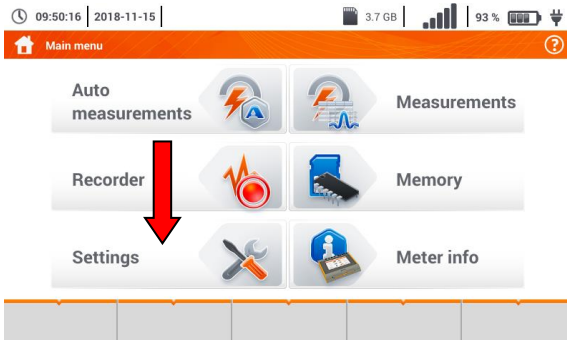 09:50:16 2018-11-15 3.7 GB 93 %
Main menu ?
Auto
measurements
Measurements
Recorder
Memory
Settings
Meter info